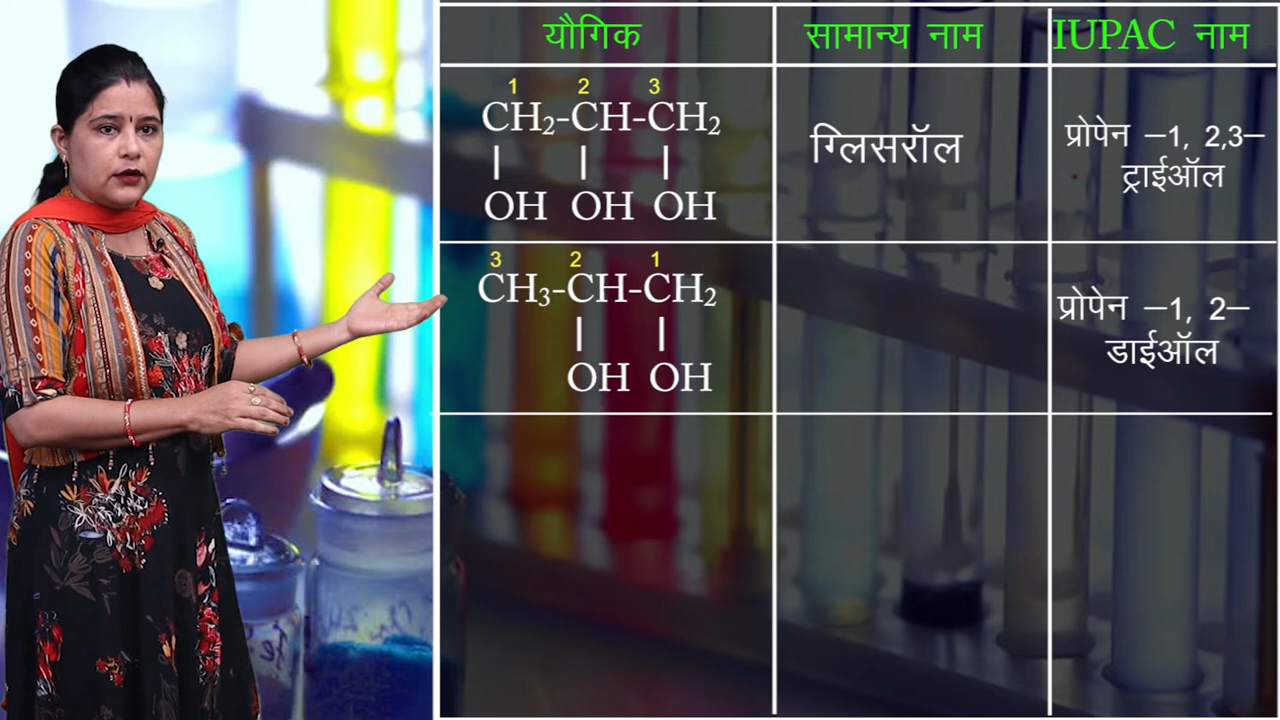 यौगिक सामान्य नाम IUPAC नाम
1 2 3
CH₂-CH-CH₂
| | |
OH OH OH
ग्लिसरॉल
प्रोपेन –1, 2,3–
ट्राईऑल
3 2 1
CH₃-CH-CH₂
| |
OH OH
प्रोपेन –1, 2–
डाईऑल